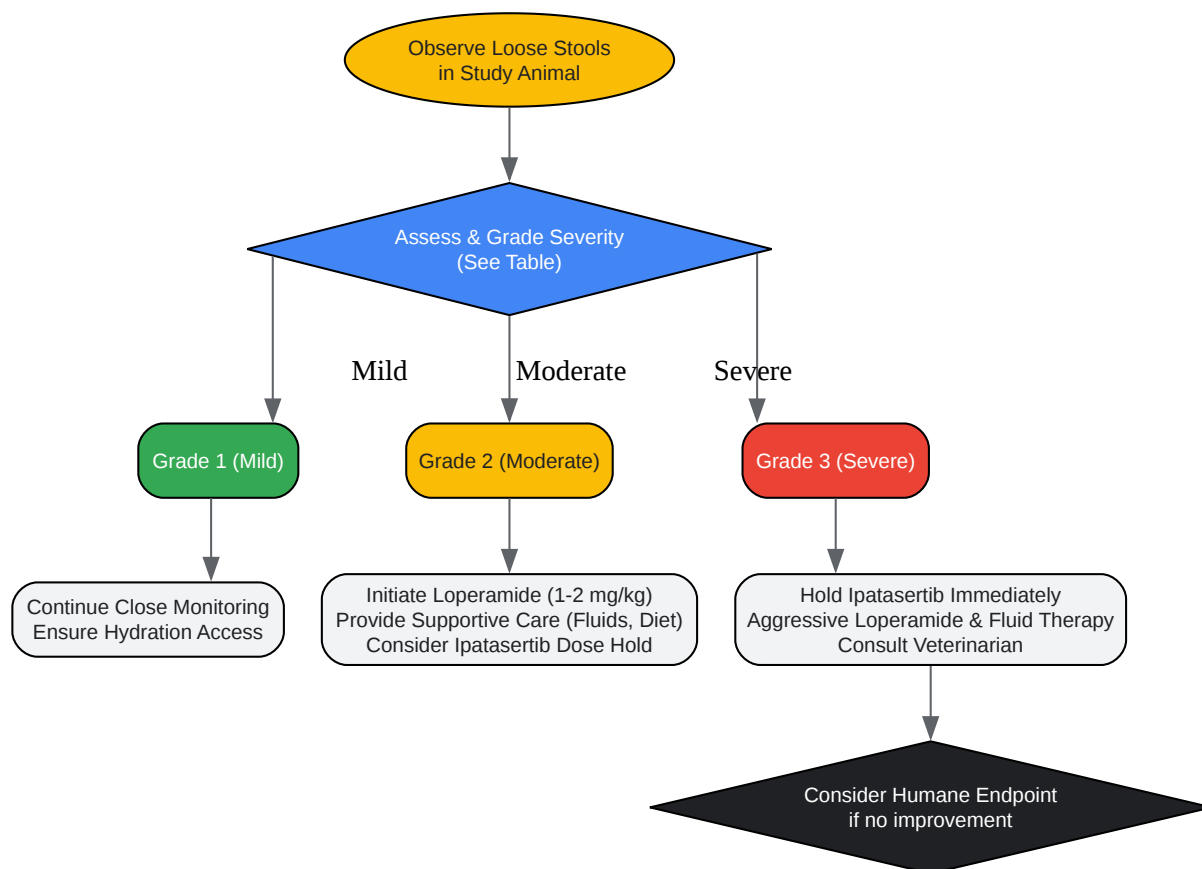 Observe Loose Stools
in Study Animal
Assess & Grade Severity
(See Table)
Mild
Moderate
Severe
Grade 1 (Mild)
Grade 2 (Moderate)
Grade 3 (Severe)
Continue Close Monitoring
Ensure Hydration Access
Initiate Loperamide (1-2 mg/kg)
Provide Supportive Care (Fluids, Diet)
Consider Ipatasertib Dose Hold
Hold Ipatasertib Immediately
Aggressive Loperamide & Fluid Therapy
Consult Veterinarian
Consider Humane Endpoint
if no improvement